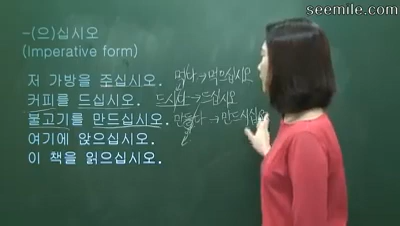 seemile.com
-(으)십시오
(Imperative form)
저 가방을 주십시오. 먹다→먹으십시오
커피를 드십시오. 드시다→드십시오
불고기를 만드십시오. 만들다→만드시십오
여기에 앉으십시오.
이 책을 읽으십시오.